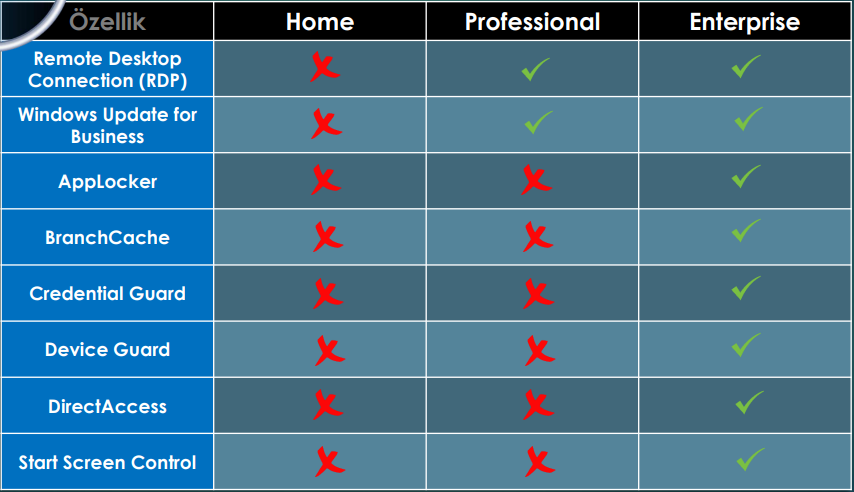 Özellik Home Professional Enterprise
Remote Desktop
Connection (RDP)
Windows Update for
Business
AppLocker
BranchCache
Credential Guard
Device Guard
DirectAccess
Start Screen Control